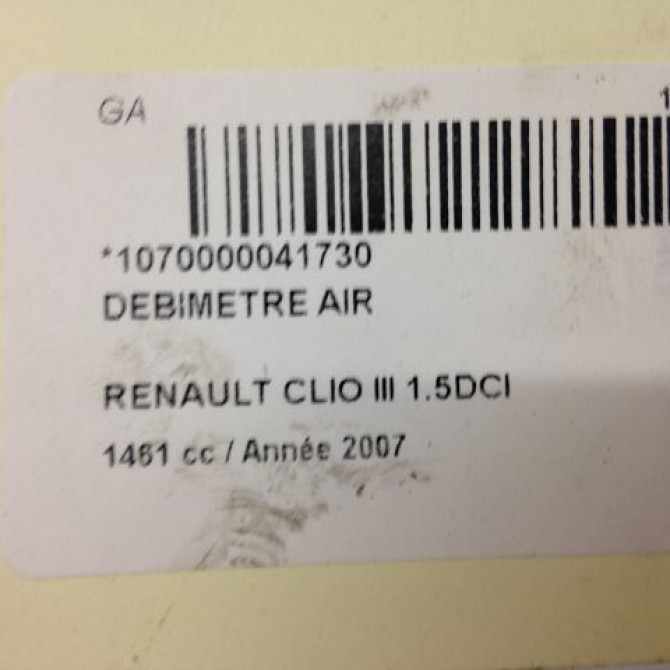 GA
*1070000041730
DEBIMETRE AIR
RENAULT CLIO III 1.5DCI
1461 cc / Année 2007